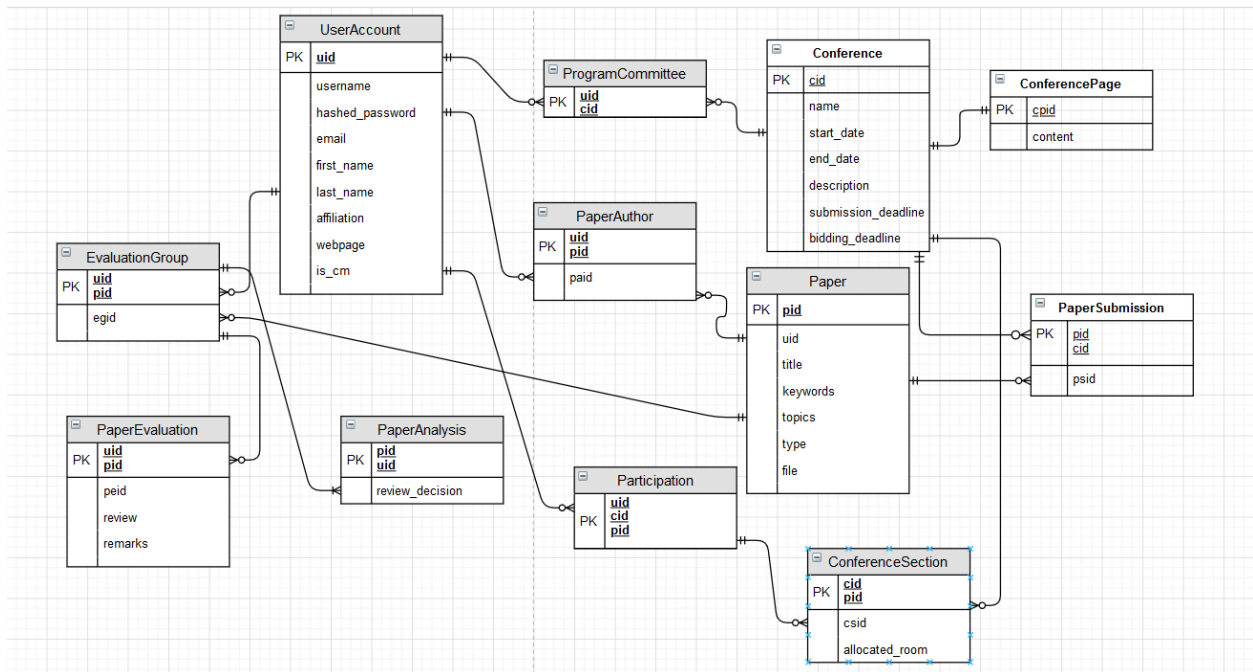 UserAccount
PK
uid
username
hashed_password
email
first_name
last_name
affiliation
webpage
is_cm
ProgramCommittee
PK
uid
cid
Conference
PK
cid
name
start_date
end_date
description
submission_deadline
bidding_deadline
ConferencePage
PK
cpid
content
EvaluationGroup
PK
uid
pid
egid
PaperAuthor
PK
uid
pid
paid
Paper
PK
pid
uid
title
keywords
topics
type
file
PaperSubmission
PK
pid
cid
psid
PaperEvaluation
PK
uid
pid
peid
review
remarks
PaperAnalysis
PK
pid
uid
review_decision
Participation
PK
uid
cid
pid
ConferenceSection
PK
cid
pid
csid
allocated_room